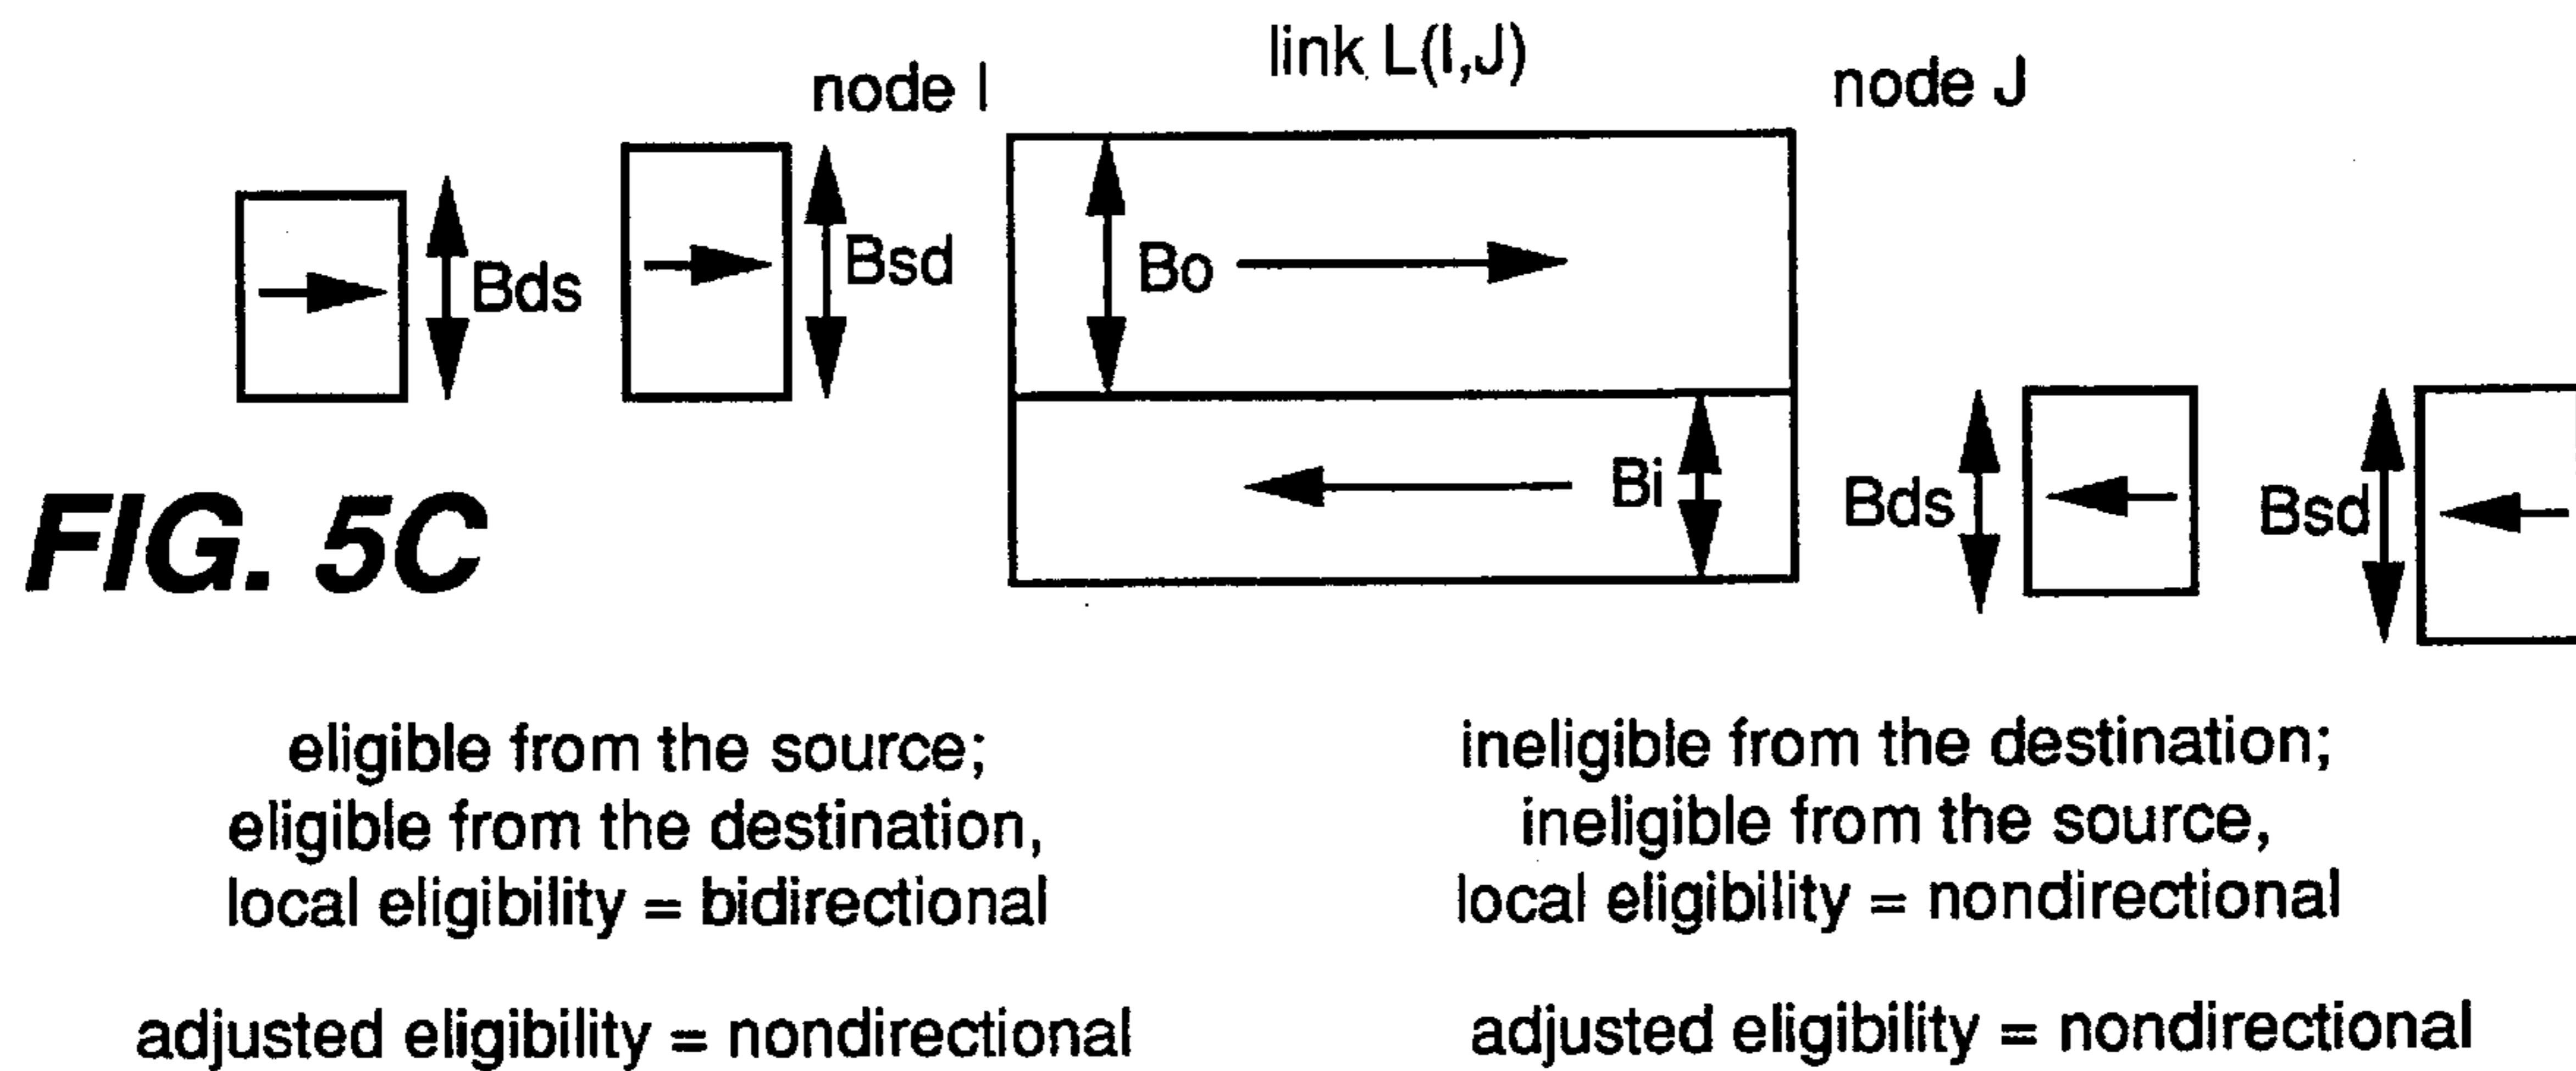 link L(I,J)
node I
node J
Bds
Bsd
Bo
Bi
Bds
Bsd
FIG. 5C
eligible from the source;
eligible from the destination,
local eligibility = bidirectional
adjusted eligibility = nondirectional
ineligible from the destination;
ineligible from the source,
local eligibility = nondirectional
adjusted eligibility = nondirectional